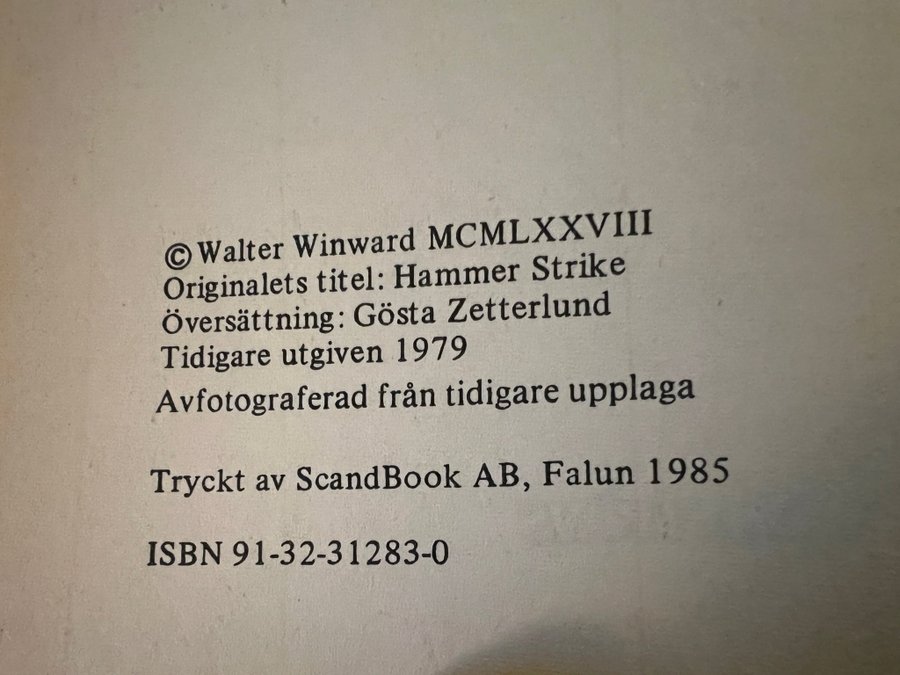 © Walter Winward MCMLXXVIII
Originalets titel: Hammer Strike
Översättning: Gösta Zetterlund
Tidigare utgiven 1979
Avfotograferad från tidigare upplaga
Tryckt av ScandBook AB, Falun 1985
ISBN 91-32-31283-0